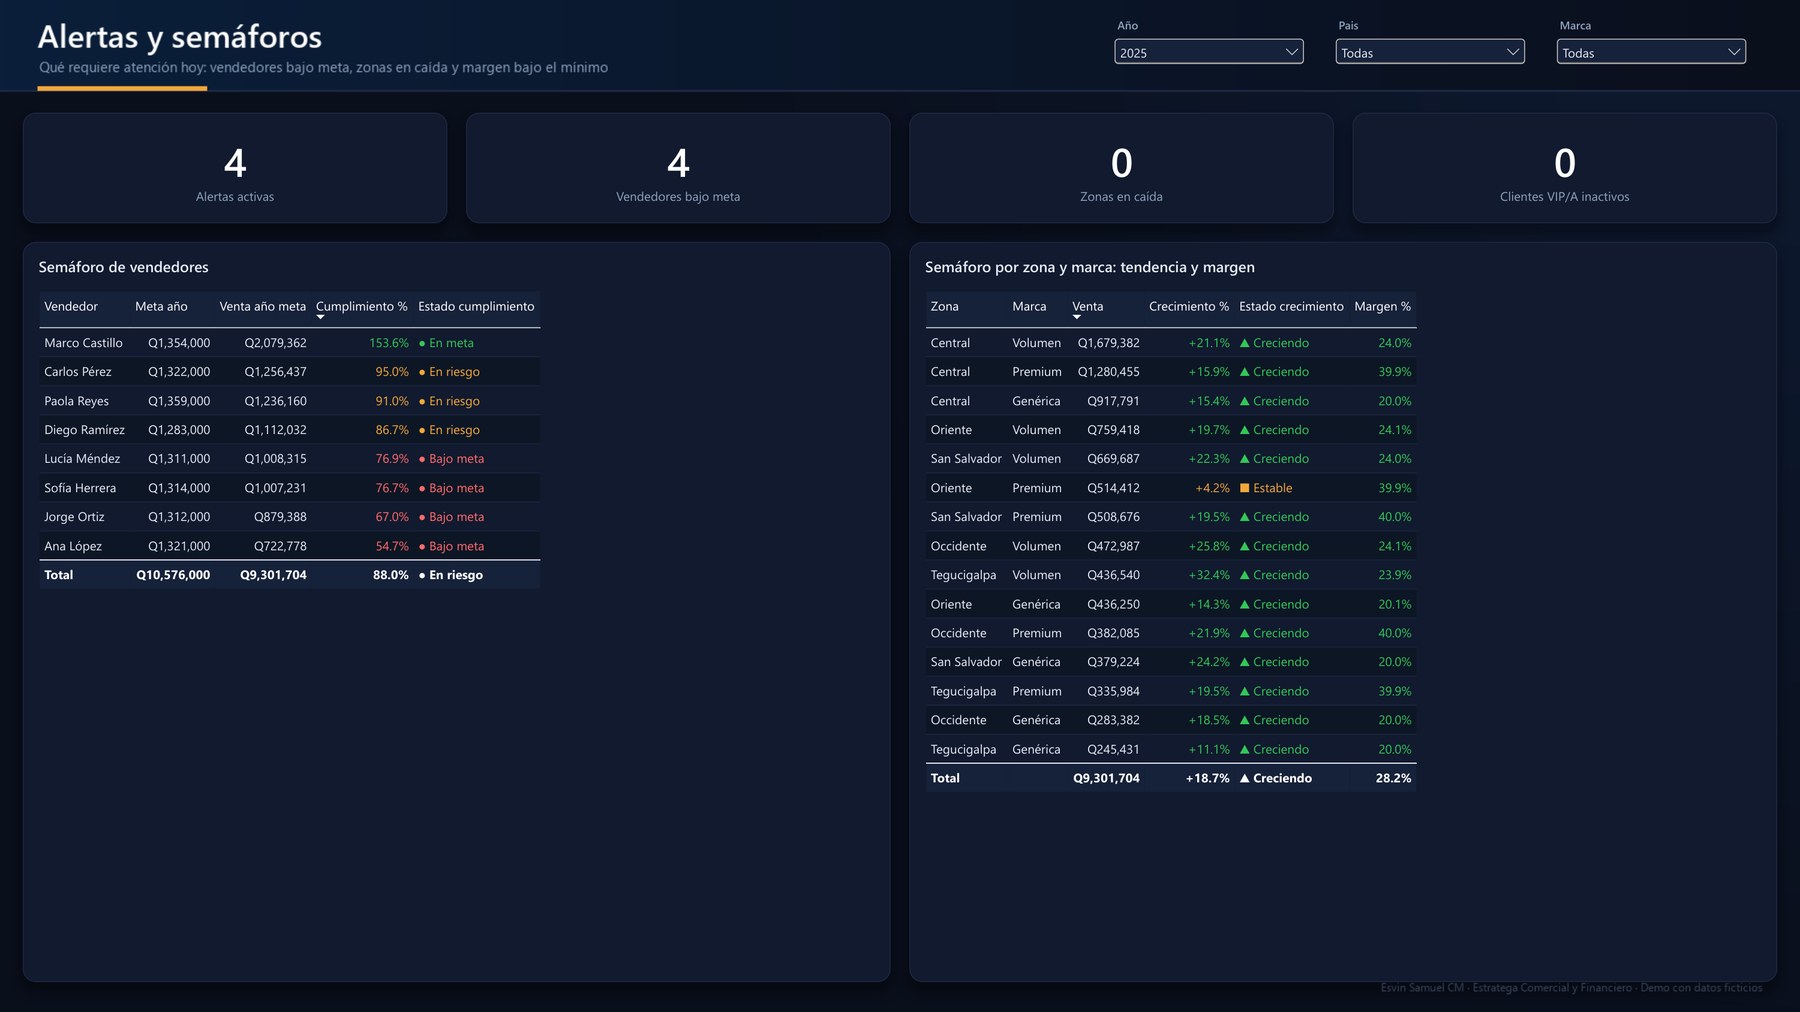 Alertas y semáforos
Qué requiere atención hoy: vendedores bajo meta, zonas en caída y margen bajo el mínimo
Año
2025
Pais
Todas
Marca
Todas
4
Alertas activas
4
Vendedores bajo meta
0
Zonas en caída
0
Clientes VIP/A inactivos
Semáforo de vendedores
Vendedor Meta año Venta año meta Cumplimiento % Estado cumplimiento
Marco Castillo Q1,354,000 Q2,079,362 153.6% ● En meta
Carlos Pérez Q1,322,000 Q1,256,437 95.0% ● En riesgo
Paola Reyes Q1,359,000 Q1,236,160 91.0% ● En riesgo
Diego Ramírez Q1,283,000 Q1,112,032 86.7% ● En riesgo
Lucía Méndez Q1,311,000 Q1,008,315 76.9% ● Bajo meta
Sofía Herrera Q1,314,000 Q1,007,231 76.7% ● Bajo meta
Jorge Ortiz Q1,312,000 Q879,388 67.0% ● Bajo meta
Ana López Q1,321,000 Q722,778 54.7% ● Bajo meta
Total Q10,576,000 Q9,301,704 88.0% ● En riesgo
Semáforo por zona y marca: tendencia y margen
Zona Marca Venta Crecimiento % Estado crecimiento Margen %
Central Volumen Q1,679,382 +21.1% ▲ Creciendo 24.0%
Central Premium Q1,280,455 +15.9% ▲ Creciendo 39.9%
Central Genérica Q917,791 +15.4% ▲ Creciendo 20.0%
Oriente Volumen Q759,418 +19.7% ▲ Creciendo 24.1%
San Salvador Volumen Q669,687 +22.3% ▲ Creciendo 24.0%
Oriente Premium Q514,412 +4.2% ■ Estable 39.9%
San Salvador Premium Q508,676 +19.5% ▲ Creciendo 40.0%
Occidente Volumen Q472,987 +25.8% ▲ Creciendo 24.1%
Tegucigalpa Volumen Q436,540 +32.4% ▲ Creciendo 23.9%
Oriente Genérica Q436,250 +14.3% ▲ Creciendo 20.1%
Occidente Premium Q382,085 +21.9% ▲ Creciendo 40.0%
San Salvador Genérica Q379,224 +24.2% ▲ Creciendo 20.0%
Tegucigalpa Premium Q335,984 +19.5% ▲ Creciendo 39.9%
Occidente Genérica Q283,382 +18.5% ▲ Creciendo 20.0%
Tegucigalpa Genérica Q245,431 +11.1% ▲ Creciendo 20.0%
Total Q9,301,704 +18.7% ▲ Creciendo 28.2%
Esvin Samuel CM · Estratega Comercial y Financiero · Demo con datos ficticios